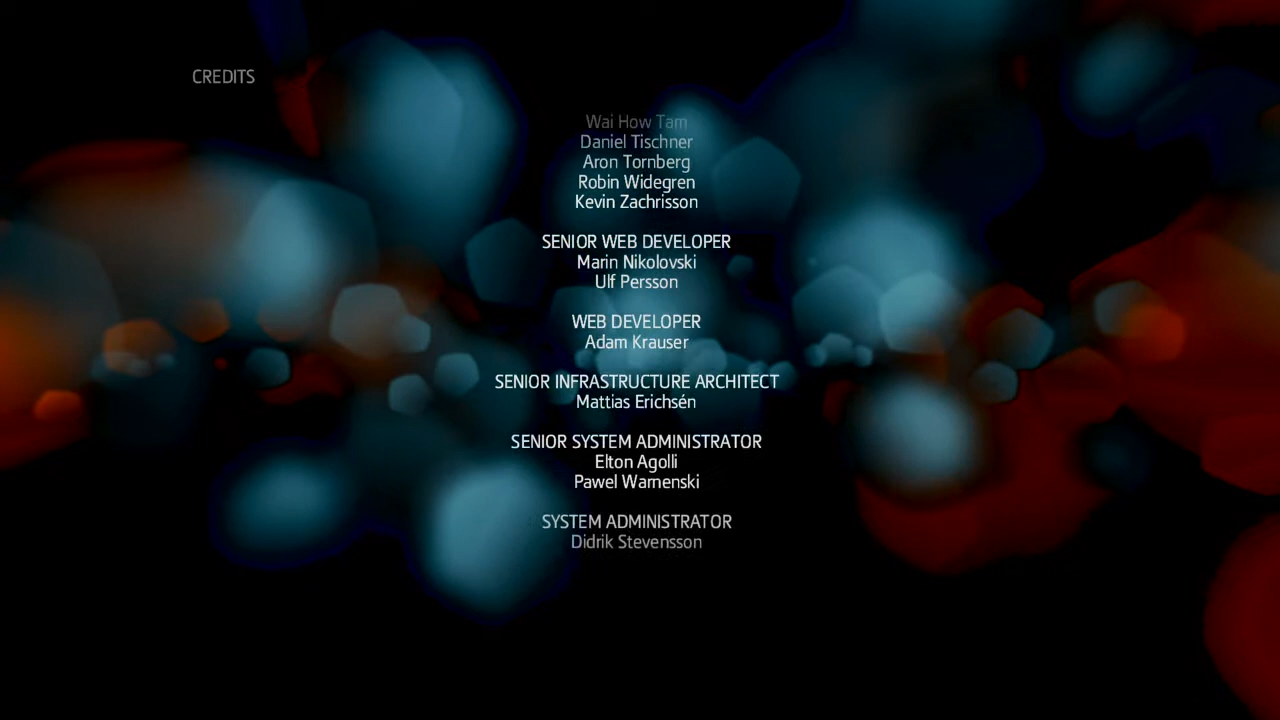 CREDITS
Wai How Tam
Daniel Tischner
Aron Tornberg
Robin Widegren
Kevin Zachrisson
SENIOR WEB DEVELOPER
Marin Nikolovski
Ulf Persson
WEB DEVELOPER
Adam Krauser
SENIOR INFRASTRUCTURE ARCHITECT
Mattias Erichsén
SENIOR SYSTEM ADMINISTRATOR
Elton Agolli
Pawel Warnenski
SYSTEM ADMINISTRATOR
Didrik Stevensson